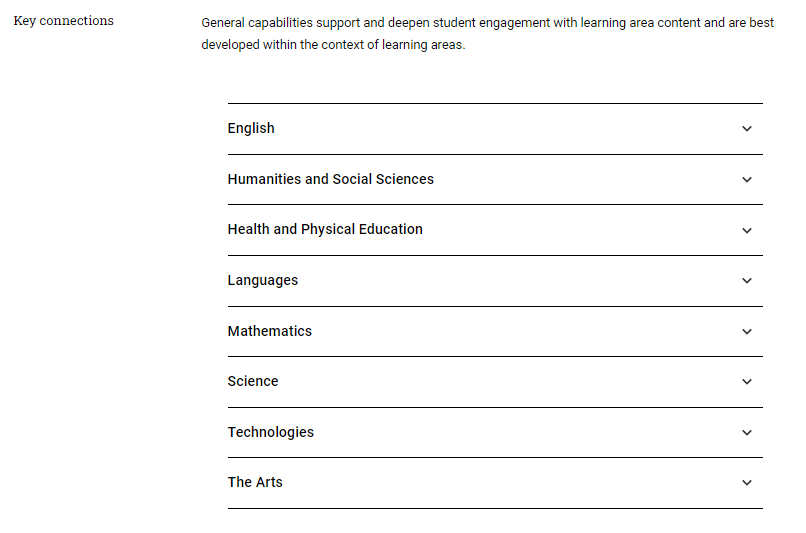 Key connections
General capabilities support and deepen student engagement with learning area content and are best
developed within the context of learning areas.
English
Humanities and Social Sciences
Health and Physical Education
Languages
Mathematics
Science
Technologies
The Arts